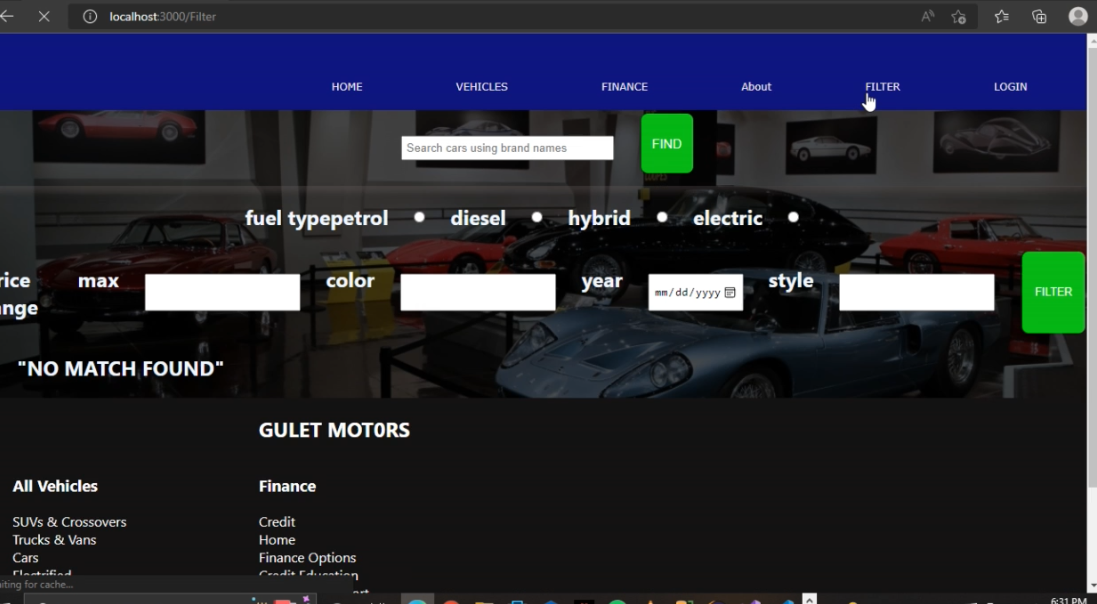 localhost:3000/Filter
HOME VEHICLES FINANCE About FILTER LOGIN
Search cars using brand names FIND
fuel typepetrol diesel hybrid electric
rice max color year mm/dd/yyyy style FILTER
nge
"NO MATCH FOUND"
GULET MOT0RS
All Vehicles Finance
SUVs & Crossovers Credit
Trucks & Vans Home
Cars Finance Options
Electrified Credit Education
iting for cache...
6:31 PM